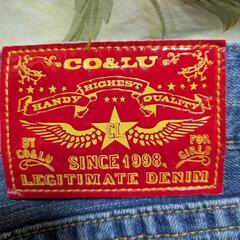 CO&LU
HIGHEST
HANDY QUALITY
CL
BY CO&LU
FOR GIRLS
SINCE 1998,
LEGITIMATE DENIM